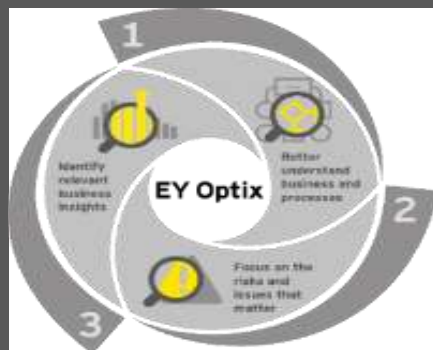 1
Identify
relevant
business
insights
Better
understand
business and
processes
EY Optix
2
Focus on the
risks and
issues that
matter
3